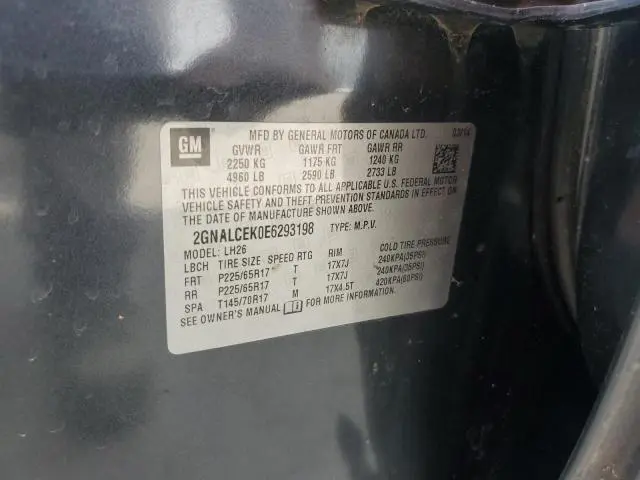 GM
MFD BY GENERAL MOTORS OF CANADA LTD. 03/14
GVWR GAWR FRT GAWR RR
2250 KG 1175 KG 1240 KG
4960 LB 2590 LB 2733 LB
THIS VEHICLE CONFORMS TO ALL APPLICABLE U.S. FEDERAL MOTOR
VEHICLE SAFETY AND THEFT PREVENTION STANDARDS IN EFFECT ON
THE DATE OF MANUFACTURE SHOWN ABOVE.
2GNALCEK0E6293198 TYPE: M.P.V.
MODEL: LH26
LBCH TIRE SIZE SPEED RTG RIM COLD TIRE PRESSURE
FRT P225/65R17 T 17X7J 240KPA(35PSI)
RR P225/65R17 T 17X7J 240KPA(35PSI)
SPA T145/70R17 M 17X4.5T 420KPA(60PSI)
SEE OWNER'S MANUAL FOR MORE INFORMATION.